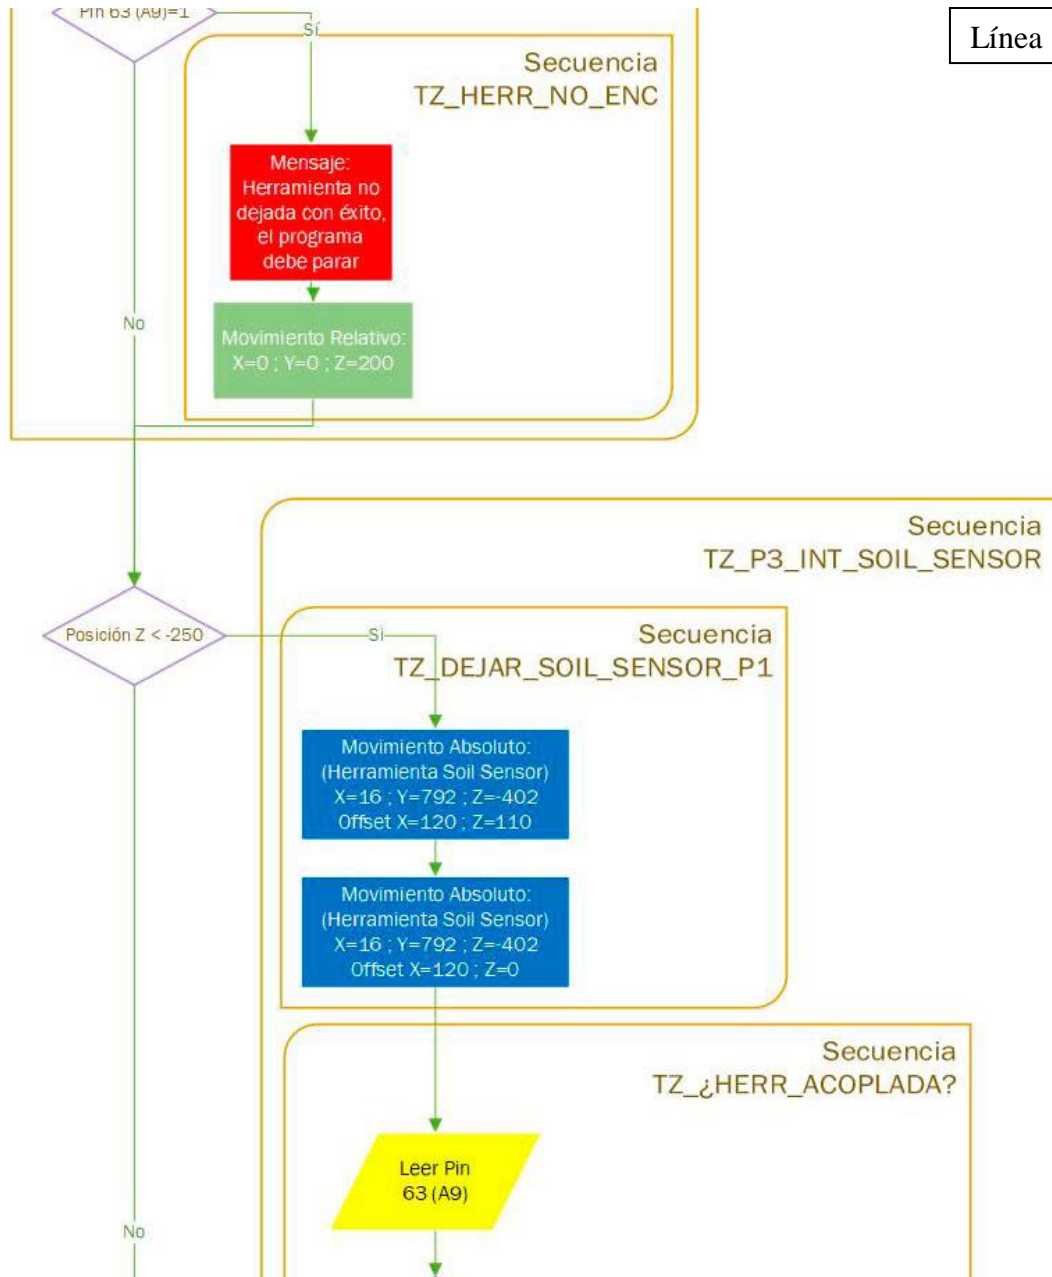 Pin 63 (A9)=1
Sí
Línea
Secuencia
TZ_HERR_NO_ENC
Mensaje:
Herramienta no
dejada con éxito,
el programa
debe parar
No
Movimiento Relativo:
X=0 ; Y=0 ; Z=200
Secuencia
TZ_P3_INT_SOIL_SENSOR
Posición Z < -250
Sí
Secuencia
TZ_DEJAR_SOIL_SENSOR_P1
Movimiento Absoluto:
(Herramienta Soil Sensor)
X=16 ; Y=792 ; Z=-402
Offset X=120 ; Z=110
Movimiento Absoluto:
(Herramienta Soil Sensor)
X=16 ; Y=792 ; Z=-402
Offset X=120 ; Z=0
Secuencia
TZ_¿HERR_ACOPLADA?
Leer Pin
63 (A9)
No